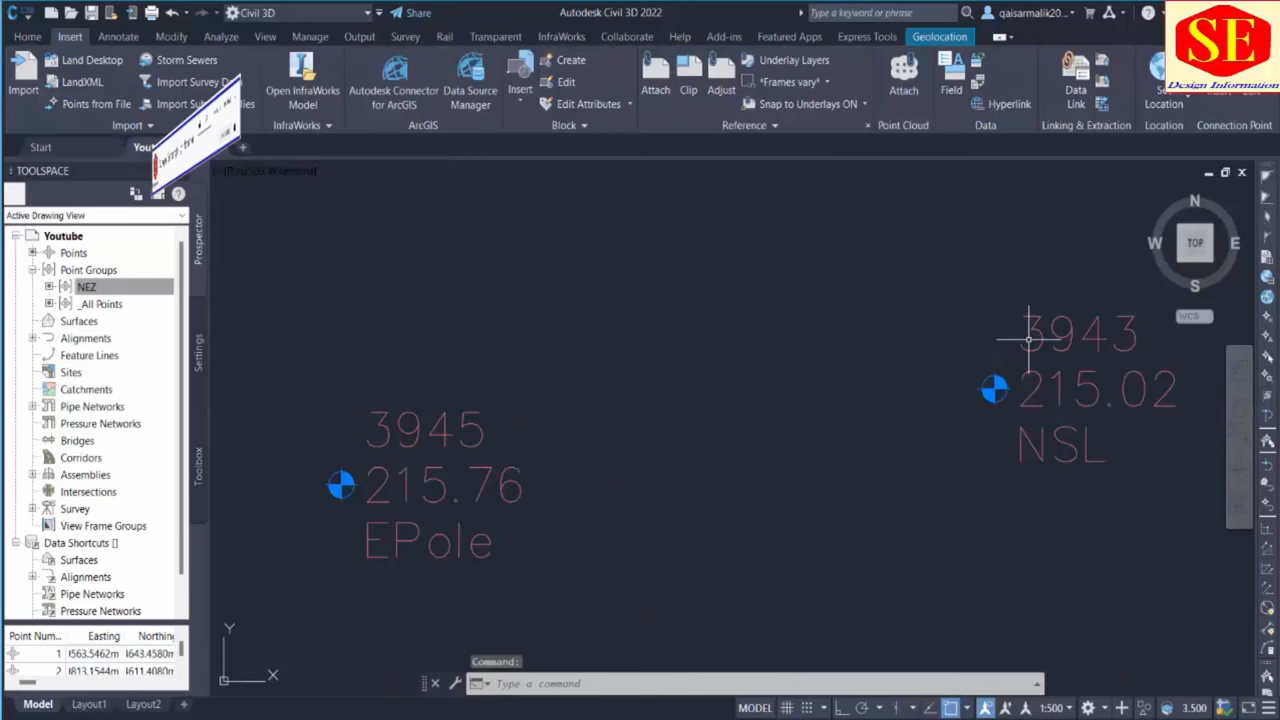 Civil 3D
Share
Autodesk Civil 3D 2022
Type a keyword or phrase
qaisarmalik20...
SE
Design Information
Home Insert Annotate Modify Analyze View Manage Output Survey Rail Transparent InfraWorks Collaborate Help Add-ins Featured Apps Express Tools Geolocation
Land Desktop
LandXML
Points from File
Storm Sewers
Import Survey
Import
Import
Open InfraWorks
Model
InfraWorks
Autodesk Connector
for ArcGIS
Data Source
Manager
ArcGIS
Insert
Create
Edit
Edit Attributes
Block
Attach
Clip
Adjust
Underlay Layers
*Frames vary*
Snap to Underlays ON
Reference
Attach
Point Cloud
Field
Hyperlink
Data
Data
Link
Linking & Extraction
Set
Location
Location
Connection Point
Start
TOOLSPACE
Active Drawing View
Youtube
Points
Point Groups
NEZ
_All Points
Surfaces
Alignments
Feature Lines
Sites
Catchments
Pipe Networks
Pressure Networks
Bridges
Corridors
Assemblies
Intersections
Survey
View Frame Groups
Data Shortcuts []
Surfaces
Alignments
Pipe Networks
Pressure Networks
Prospector
Settings
Toolbox
Point Num... Easting Northing
1 3563.5462m 3643.4580m
2 3813.1544m 3611.4080m
N
W TOP E
S
WCS
3943
215.02
NSL
3945
215.76
EPole
Y
X
Command:
Type a command
Model Layout1 Layout2 +
MODEL
1:500
3.500